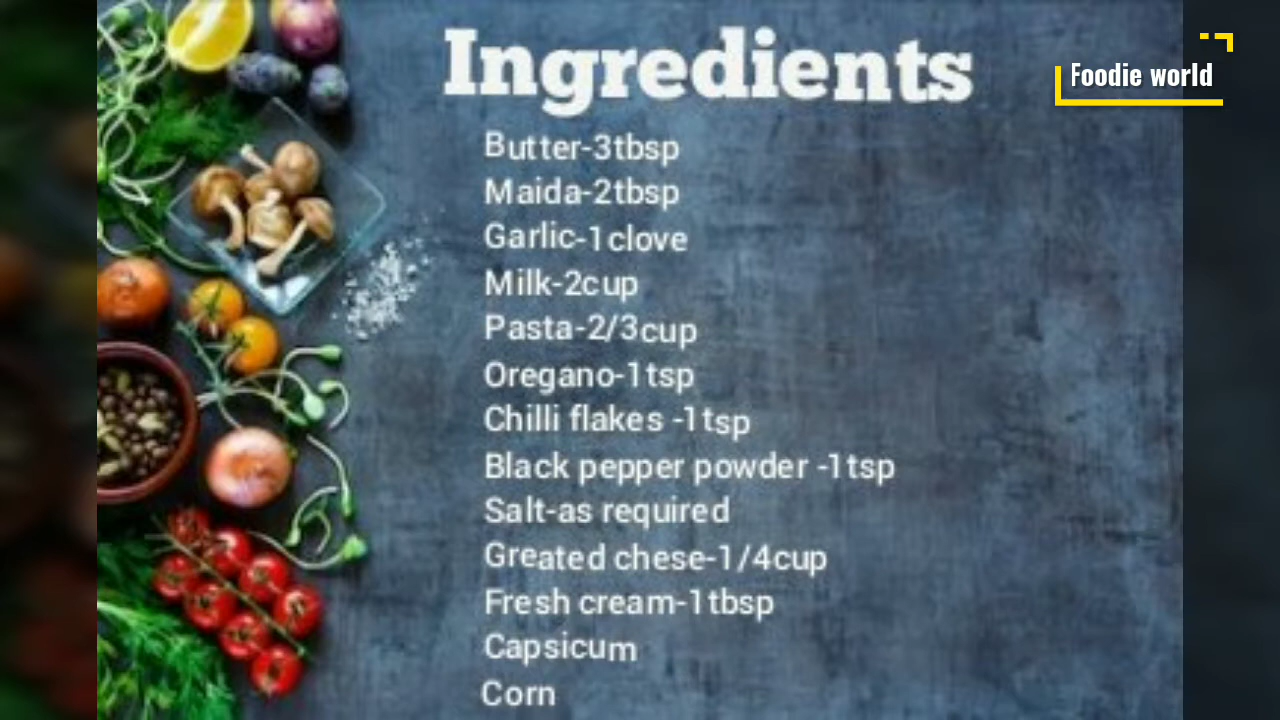 Ingredients
Foodie world
Butter-3tbsp
Maida-2tbsp
Garlic-1clove
Milk-2cup
Pasta-2/3cup
Oregano-1tsp
Chilli flakes -1tsp
Black pepper powder -1tsp
Salt-as required
Greated chese-1/4cup
Fresh cream-1tbsp
Capsicum
Corn